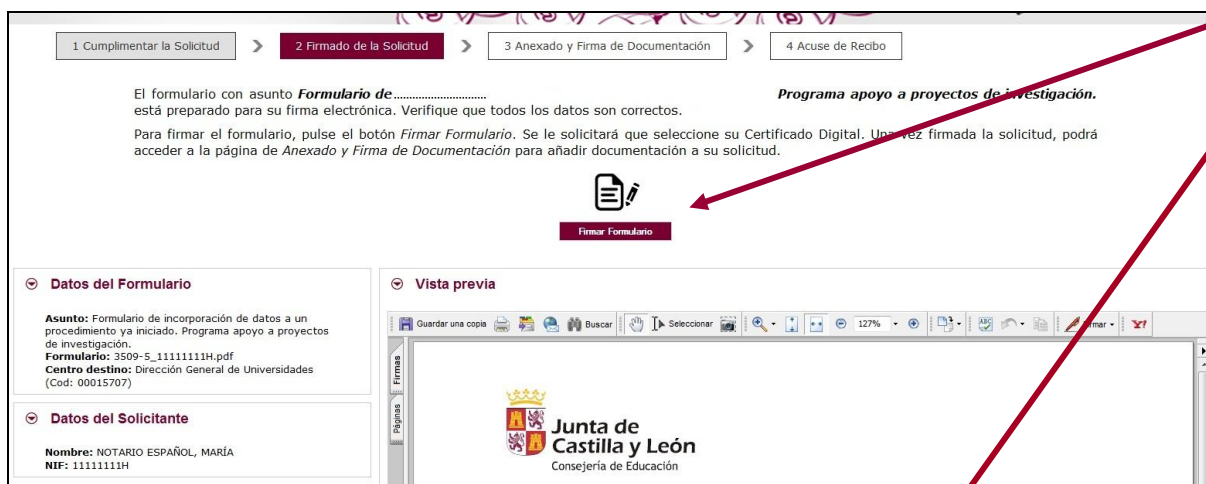 1 Cumplimentar la Solicitud
2 Firmado de la Solicitud
3 Anexado y Firma de Documentación
4 Acuse de Recibo
El formulario con asunto Formulario de............................... Programa apoyo a proyectos de investigación.
está preparado para su firma electrónica. Verifique que todos los datos son correctos.
Para firmar el formulario, pulse el botón Firmar Formulario. Se le solicitará que seleccione su Certificado Digital. Una vez firmada la solicitud, podrá
acceder a la página de Anexado y Firma de Documentación para añadir documentación a su solicitud.
Firmar Formulario
Datos del Formulario
Asunto: Formulario de incorporación de datos a un
procedimiento ya iniciado. Programa apoyo a proyectos
de investigación.
Formulario: 3509-5_11111111H.pdf
Centro destino: Dirección General de Universidades
(Cod: 00015707)
Datos del Solicitante
Nombre: NOTARIO ESPAÑOL, MARÍA
NIF: 11111111H
Vista previa
Guardar una copia
Buscar
Seleccionar
127%
Firmar
Y!
Firmas
Páginas
Junta de
Castilla y León
Consejería de Educación